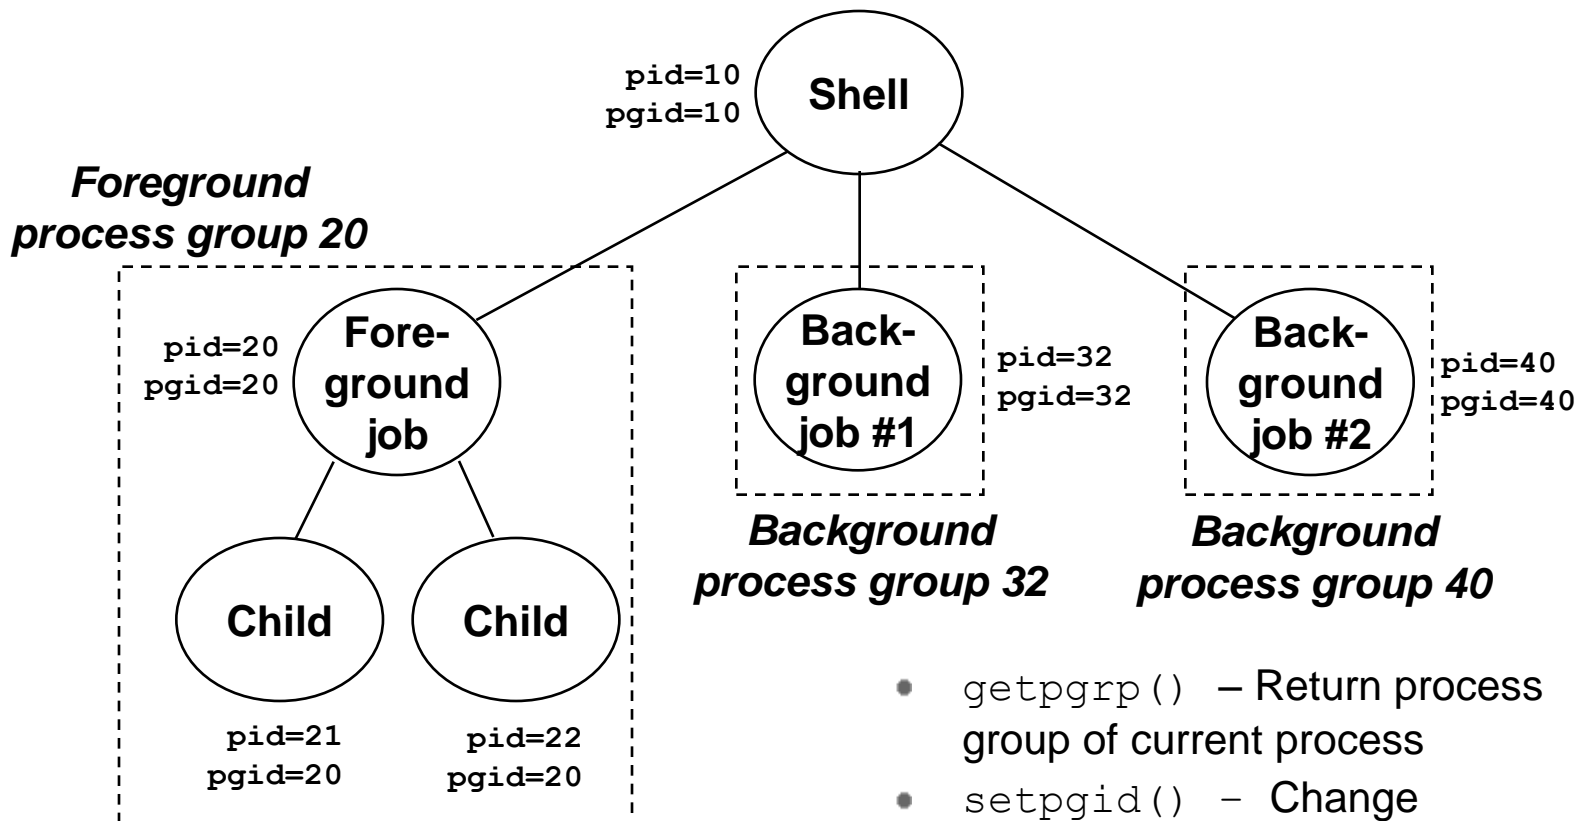 pid=10
pgid=10
Shell
Foreground
process group 20
pid=20
pgid=20
Fore-
ground
job
Back-
ground
job #1
pid=32
pgid=32
Back-
ground
job #2
pid=40
pgid=40
Background
process group 32
Background
process group 40
Child
Child
pid=21
pgid=20
pid=22
pgid=20
• getpgrp() – Return process
group of current process
• setpgid() – Change